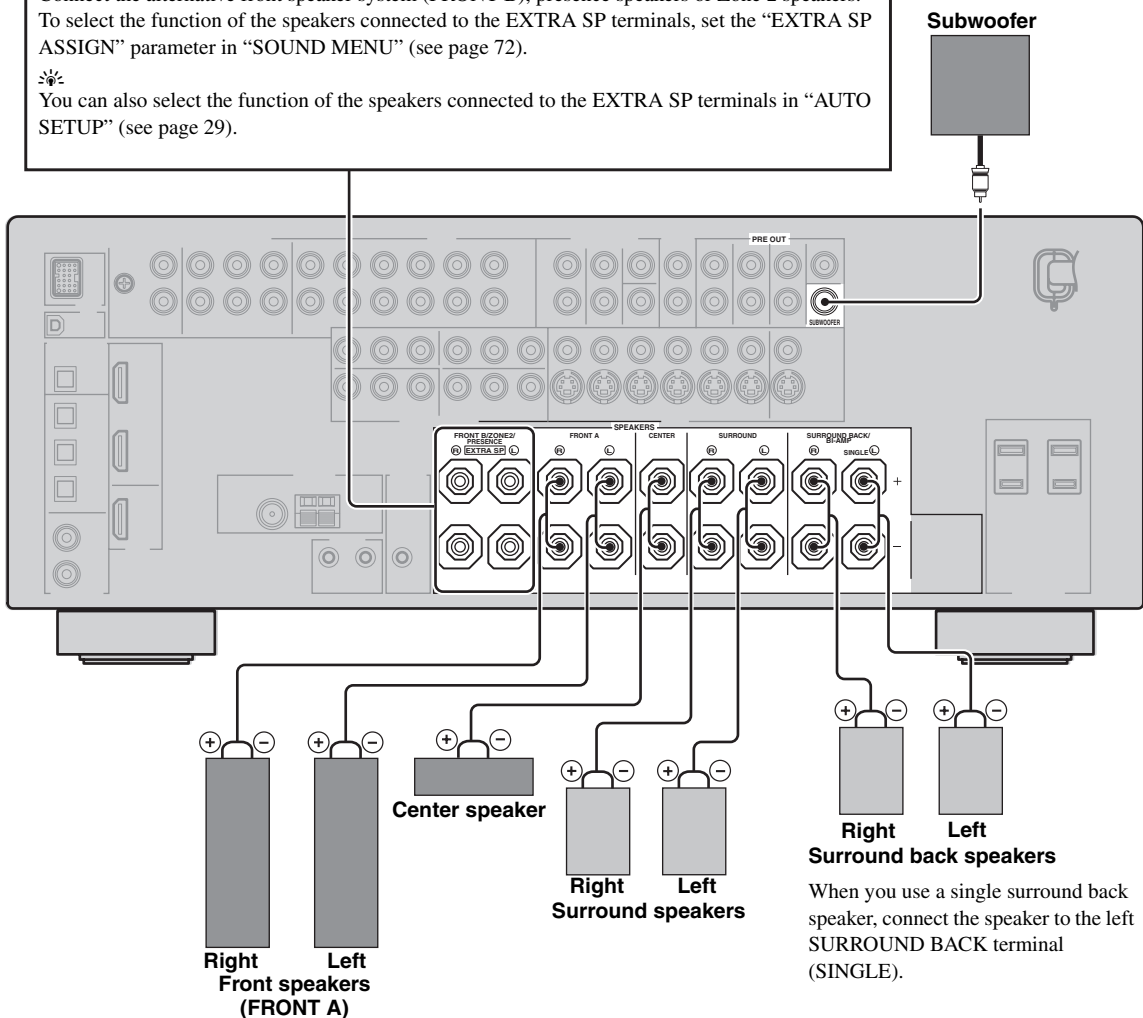 Connect the alternative front speaker system (FRONT B), presence speakers or Zone 2 speakers.
To select the function of the speakers connected to the EXTRA SP terminals, set the “EXTRA SP
ASSIGN” parameter in “SOUND MENU” (see page 72).
You can also select the function of the speakers connected to the EXTRA SP terminals in “AUTO
SETUP” (see page 29).
Subwoofer
PRE OUT
SUBWOOFER
D
SPEAKERS
FRONT B/ZONE2/
PRESENCE
R EXTRA SP L
FRONT A
R L
CENTER
SURROUND
R L
SURROUND BACK/
BI-AMP
R SINGLE L
+
–
+ –
+ –
+ –
+ –
+ –
+ –
+ –
Center speaker
Right Left
Surround back speakers
Right Left
Surround speakers
When you use a single surround back
speaker, connect the speaker to the left
SURROUND BACK terminal
(SINGLE).
Right Left
Front speakers
(FRONT A)